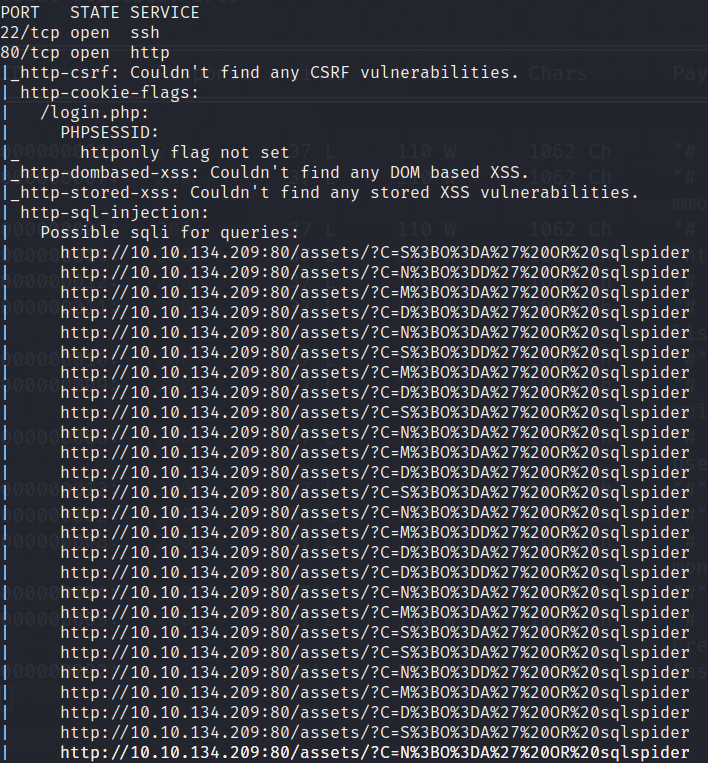 PORT   STATE SERVICE
22/tcp open  ssh
80/tcp open  http
|_http-csrf: Couldn't find any CSRF vulnerabilities.
| http-cookie-flags:
|   /login.php:
|     PHPSESSID:
|_      httponly flag not set
|_http-dombased-xss: Couldn't find any DOM based XSS.
|_http-stored-xss: Couldn't find any stored XSS vulnerabilities.
| http-sql-injection:
|   Possible sqli for queries:
|     http://10.10.134.209:80/assets/?C=S%3BO%3DA%27%20OR%20sqlspider
|     http://10.10.134.209:80/assets/?C=N%3BO%3DD%27%20OR%20sqlspider
|     http://10.10.134.209:80/assets/?C=M%3BO%3DA%27%20OR%20sqlspider
|     http://10.10.134.209:80/assets/?C=D%3BO%3DA%27%20OR%20sqlspider
|     http://10.10.134.209:80/assets/?C=N%3BO%3DA%27%20OR%20sqlspider
|     http://10.10.134.209:80/assets/?C=S%3BO%3DD%27%20OR%20sqlspider
|     http://10.10.134.209:80/assets/?C=M%3BO%3DA%27%20OR%20sqlspider
|     http://10.10.134.209:80/assets/?C=D%3BO%3DA%27%20OR%20sqlspider
|     http://10.10.134.209:80/assets/?C=S%3BO%3DA%27%20OR%20sqlspider
|     http://10.10.134.209:80/assets/?C=N%3BO%3DA%27%20OR%20sqlspider
|     http://10.10.134.209:80/assets/?C=M%3BO%3DA%27%20OR%20sqlspider
|     http://10.10.134.209:80/assets/?C=D%3BO%3DA%27%20OR%20sqlspider
|     http://10.10.134.209:80/assets/?C=S%3BO%3DA%27%20OR%20sqlspider
|     http://10.10.134.209:80/assets/?C=N%3BO%3DA%27%20OR%20sqlspider
|     http://10.10.134.209:80/assets/?C=M%3BO%3DD%27%20OR%20sqlspider
|     http://10.10.134.209:80/assets/?C=D%3BO%3DA%27%20OR%20sqlspider
|     http://10.10.134.209:80/assets/?C=D%3BO%3DD%27%20OR%20sqlspider
|     http://10.10.134.209:80/assets/?C=N%3BO%3DA%27%20OR%20sqlspider
|     http://10.10.134.209:80/assets/?C=M%3BO%3DA%27%20OR%20sqlspider
|     http://10.10.134.209:80/assets/?C=S%3BO%3DA%27%20OR%20sqlspider
|     http://10.10.134.209:80/assets/?C=D%3BO%3DA%27%20OR%20sqlspider
|     http://10.10.134.209:80/assets/?C=N%3BO%3DD%27%20OR%20sqlspider
|     http://10.10.134.209:80/assets/?C=M%3BO%3DA%27%20OR%20sqlspider
|     http://10.10.134.209:80/assets/?C=D%3BO%3DA%27%20OR%20sqlspider
|     http://10.10.134.209:80/assets/?C=S%3BO%3DA%27%20OR%20sqlspider
|     http://10.10.134.209:80/assets/?C=N%3BO%3DA%27%20OR%20sqlspider